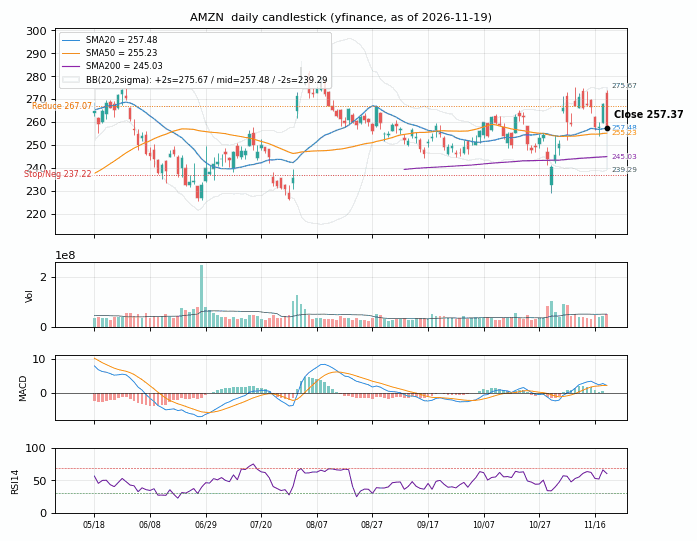 AMZN daily candlestick (yfinance, as of 2026-11-19)
300
290
280
270
260
250
240
230
220
SMA20 = 257.48
SMA50 = 255.23
SMA200 = 245.03
BB(20,2sigma): +2s=275.67 / mid=257.48 / -2s=239.29
Reduce 267.07
Stop/Neg 237.22
275.67
Close 257.37
257.48
255.23
245.03
239.29
1e8
Vol
2
0
MACD
10
0
RSI14
100
50
0
05/18 06/08 06/29 07/20 08/07 08/27 09/17 10/07 10/27 11/16